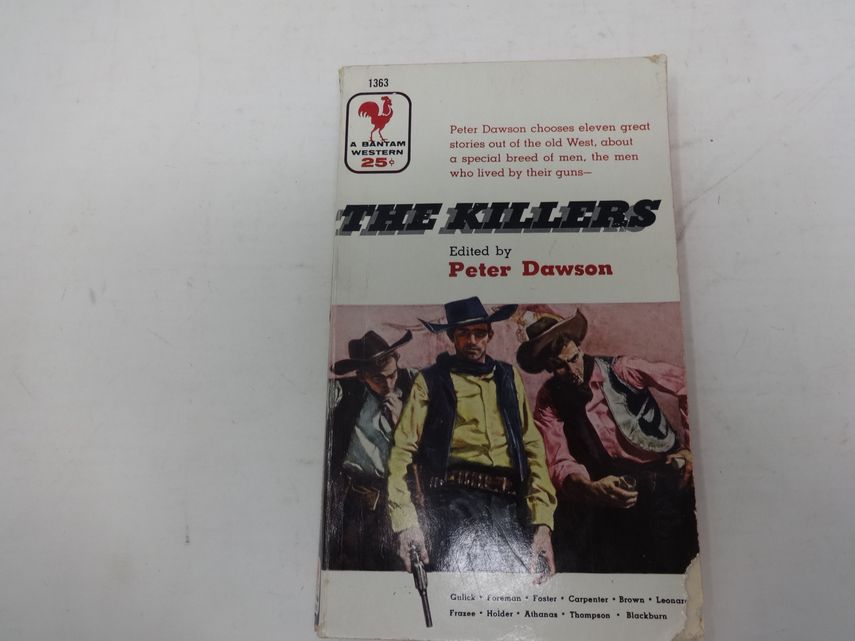 1363
A BANTAM
WESTERN
25¢
Peter Dawson chooses eleven great
stories out of the old West, about
a special breed of men, the men
who lived by their guns—
THE KILLERS
Edited by
Peter Dawson
Gulick • Foreman • Foster • Carpenter • Brown • Leonar
Frazee • Holder • Athanas • Thompson • Blackburn